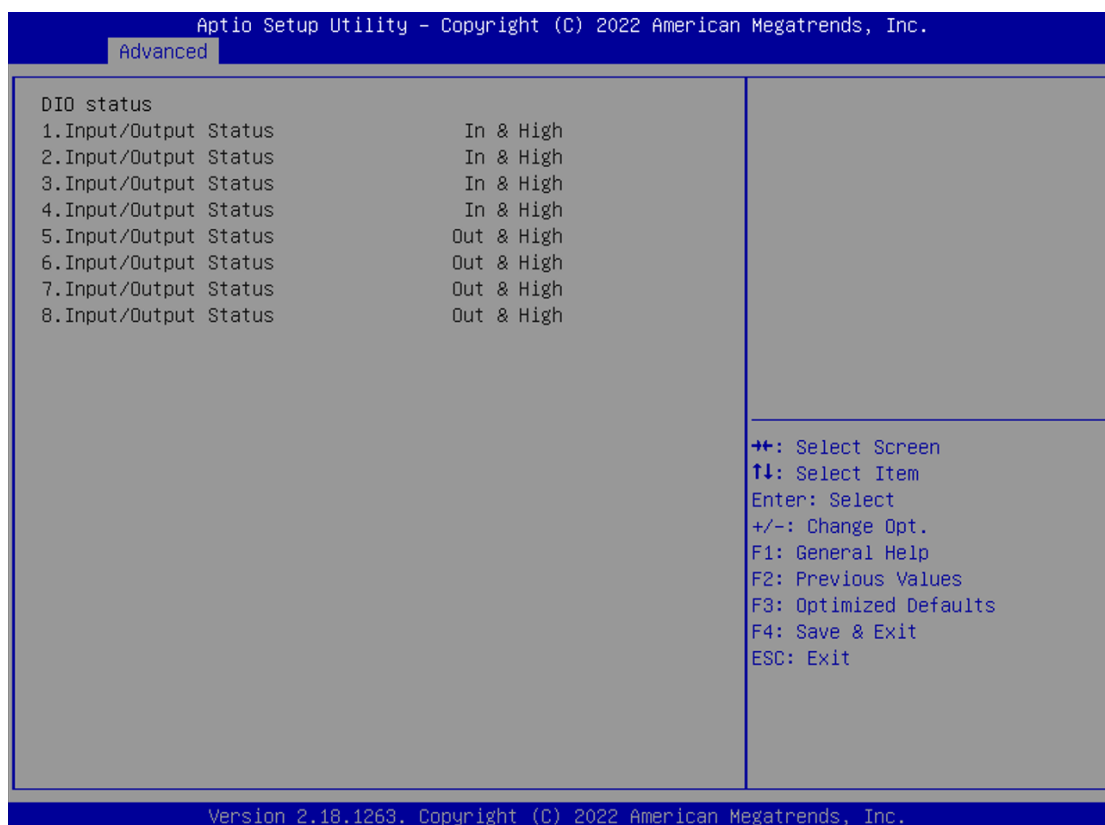 Aptio Setup Utility – Copyright (C) 2022 American Megatrends, Inc.
Advanced
DIO status
1.Input/Output Status In & High
2.Input/Output Status In & High
3.Input/Output Status In & High
4.Input/Output Status In & High
5.Input/Output Status Out & High
6.Input/Output Status Out & High
7.Input/Output Status Out & High
8.Input/Output Status Out & High
→←: Select Screen
↑↓: Select Item
Enter: Select
+/-: Change Opt.
F1: General Help
F2: Previous Values
F3: Optimized Defaults
F4: Save & Exit
ESC: Exit
Version 2.18.1263. Copyright (C) 2022 American Megatrends, Inc.